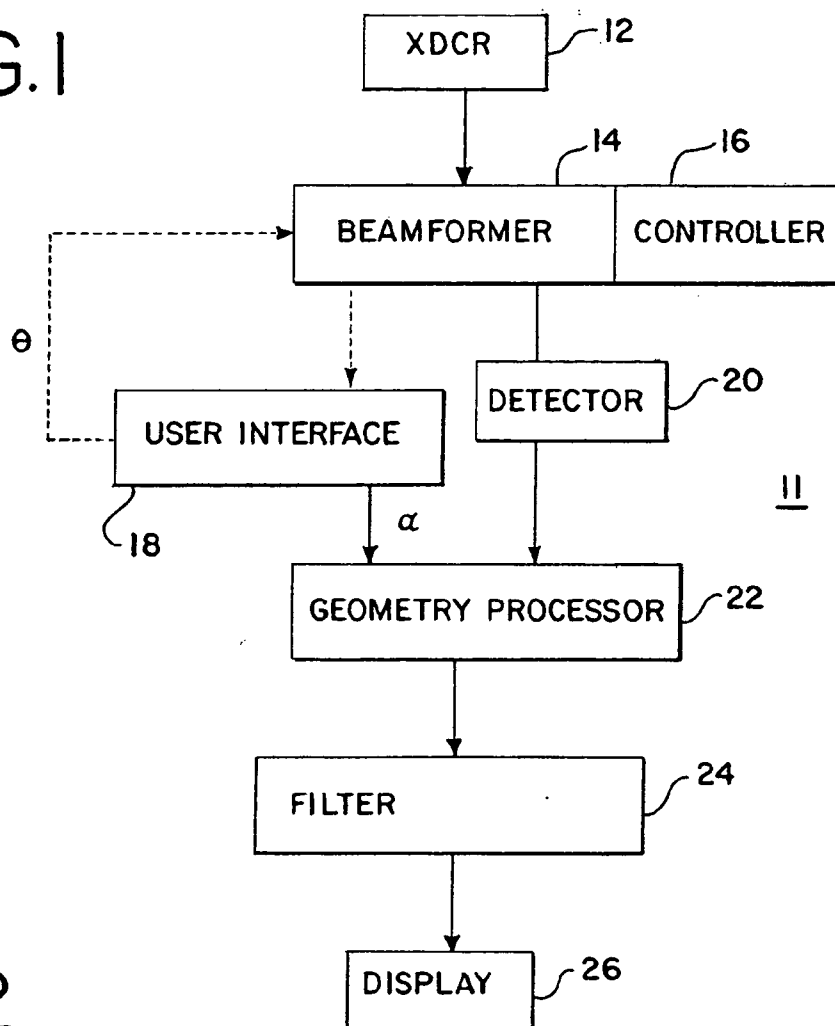 G.1
XDCR
12
14
16
BEAMFORMER
CONTROLLER
θ
DETECTOR
20
USER INTERFACE
11
α
18
GEOMETRY PROCESSOR
22
24
FILTER
DISPLAY
26